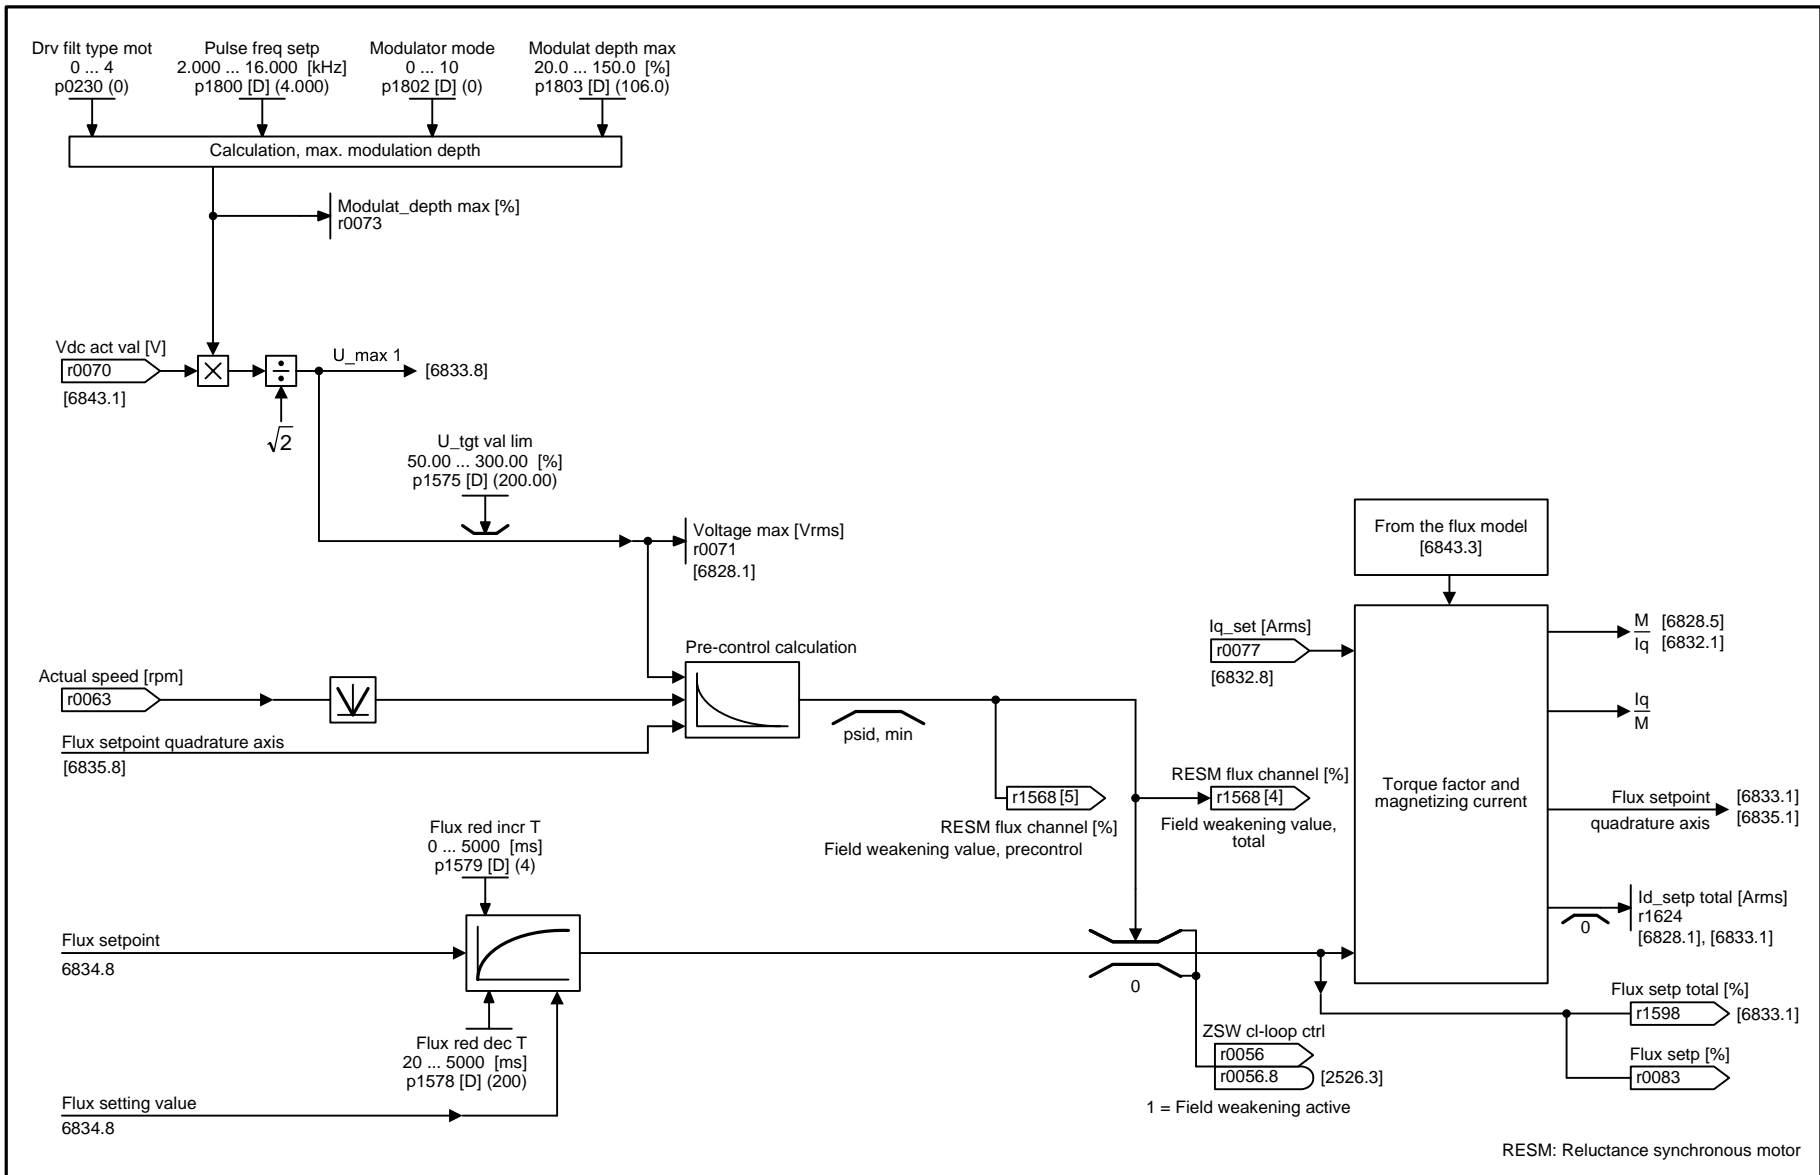 Drv filt type mot
0 ... 4
p0230 (0)
Pulse freq setp
2.000 ... 16.000 [kHz]
p1800 [D] (4.000)
Modulator mode
0 ... 10
p1802 [D] (0)
Modulat depth max
20.0 ... 150.0 [%]
p1803 [D] (106.0)
Calculation, max. modulation depth
Modulat_depth max [%]
r0073
Vdc act val [V]
r0070
[6843.1]
×
÷
√2
U_max 1
[6833.8]
U_tgt val lim
50.00 ... 300.00 [%]
p1575 [D] (200.00)
Voltage max [Vrms]
r0071
[6828.1]
From the flux model
[6843.3]
Iq_set [Arms]
r0077
[6832.8]
M
Iq
[6828.5]
[6832.1]
Pre-control calculation
Actual speed [rpm]
r0063
Iq
M
psid, min
Flux setpoint quadrature axis
[6835.8]
RESM flux channel [%]
r1568 [4]
Field weakening value,
total
r1568 [5]
RESM flux channel [%]
Field weakening value, precontrol
Torque factor and
magnetizing current
Flux setpoint
quadrature axis
[6833.1]
[6835.1]
Flux red incr T
0 ... 5000 [ms]
p1579 [D] (4)
Id_setp total [Arms]
r1624
[6828.1], [6833.1]
0
Flux setpoint
6834.8
0
Flux setp total [%]
r1598
[6833.1]
ZSW cl-loop ctrl
r0056
r0056.8
[2526.3]
1 = Field weakening active
Flux setp [%]
r0083
Flux red dec T
20 ... 5000 [ms]
p1578 [D] (200)
Flux setting value
6834.8
RESM: Reluctance synchronous motor